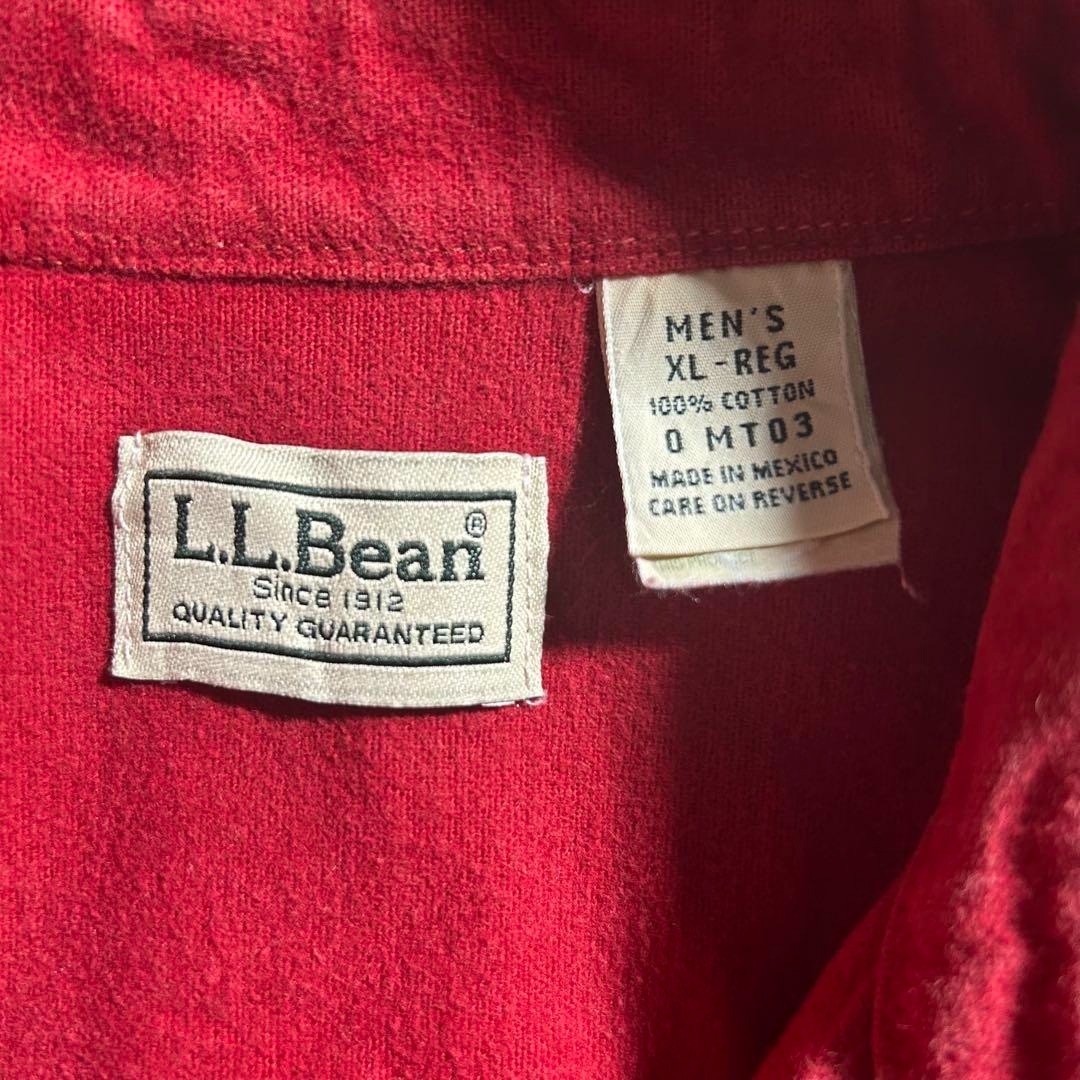 L.L.Bean®
Since 1912
QUALITY GUARANTEED
MEN'S
XL-REG
100% COTTON
0 MT03
MADE IN MEXICO
CARE ON REVERSE